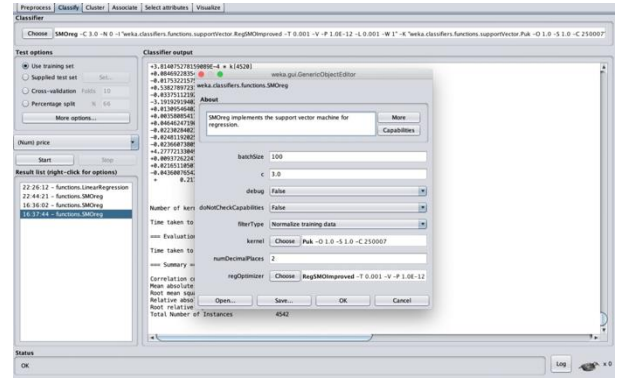 Preprocess Classify Cluster Associate Select attributes Visualize
Classifier
Choose SMOreg -C 3.0 -N 0 -I "weka.classifiers.functions.supportVector.RegSMOImproved -T 0.001 -V -P 1.0E-12 -L 0.001 -W 1" -K "weka.classifiers.functions.supportVector.Puk -O 1.0 -S 1.0 -C 250007"
Test options
Use training set
Supplied test set Set...
Cross-validation Folds 10
Percentage split % 66
More options...
(Num) price
Start Stop
Result list (right-click for options)
22:26:12 - functions.LinearRegression
22:44:21 - functions.SMOreg
16:36:02 - functions.SMOreg
16:37:44 - functions.SMOreg
Classifier output
Number of kern
Time taken to
=== Evaluation
Time taken to
=== Summary =
Correlation c
Mean absolute
Root mean squa
Relative abso
Root relative
Total Number of Instances 4542
weka.gui.GenericObjectEditor
weka.classifiers.functions.SMOreg
About
SMOreg implements the support vector machine for
regression.
More
Capabilities
batchSize 100
c 3.0
debug False
doNotCheckCapabilities False
filterType Normalize training data
kernel Choose Puk -O 1.0 -S 1.0 -C 250007
numDecimalPlaces 2
regOptimizer Choose RegSMOImproved -T 0.001 -V -P 1.0E-12
Open... Save... OK Cancel
Status
OK
Log x 0